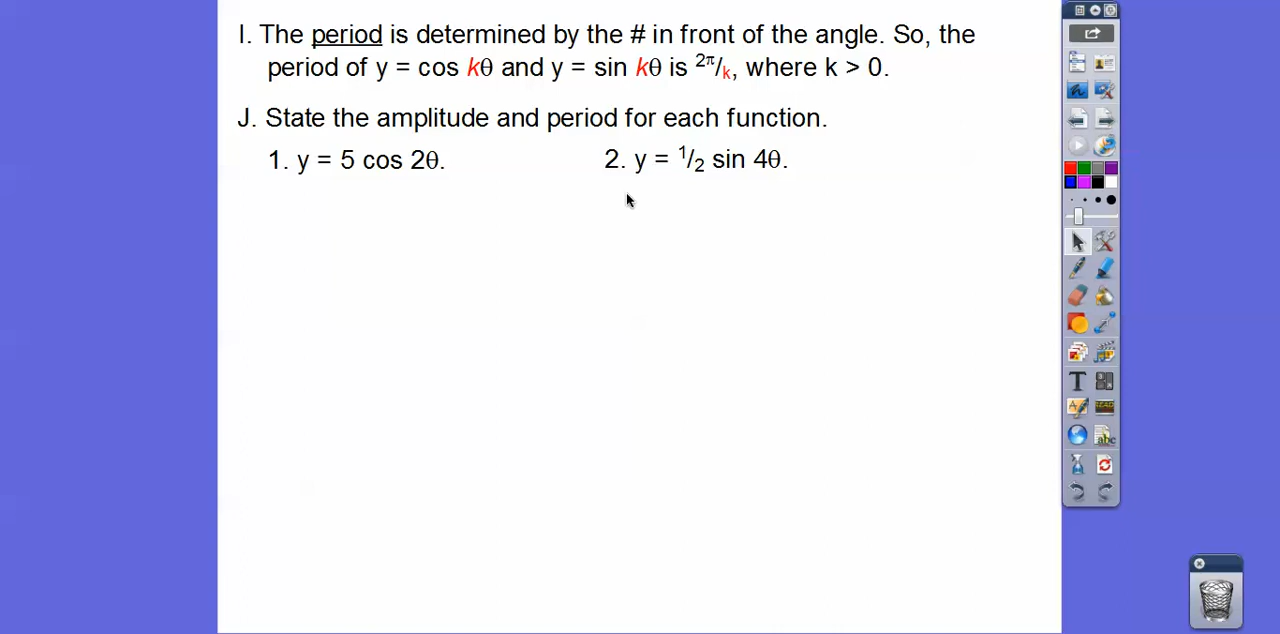 I. The period is determined by the # in front of the angle. So, the
period of y = cos kθ and y = sin kθ is 2π/k, where k > 0.
J. State the amplitude and period for each function.
1. y = 5 cos 2θ.
2. y = 1/2 sin 4θ.